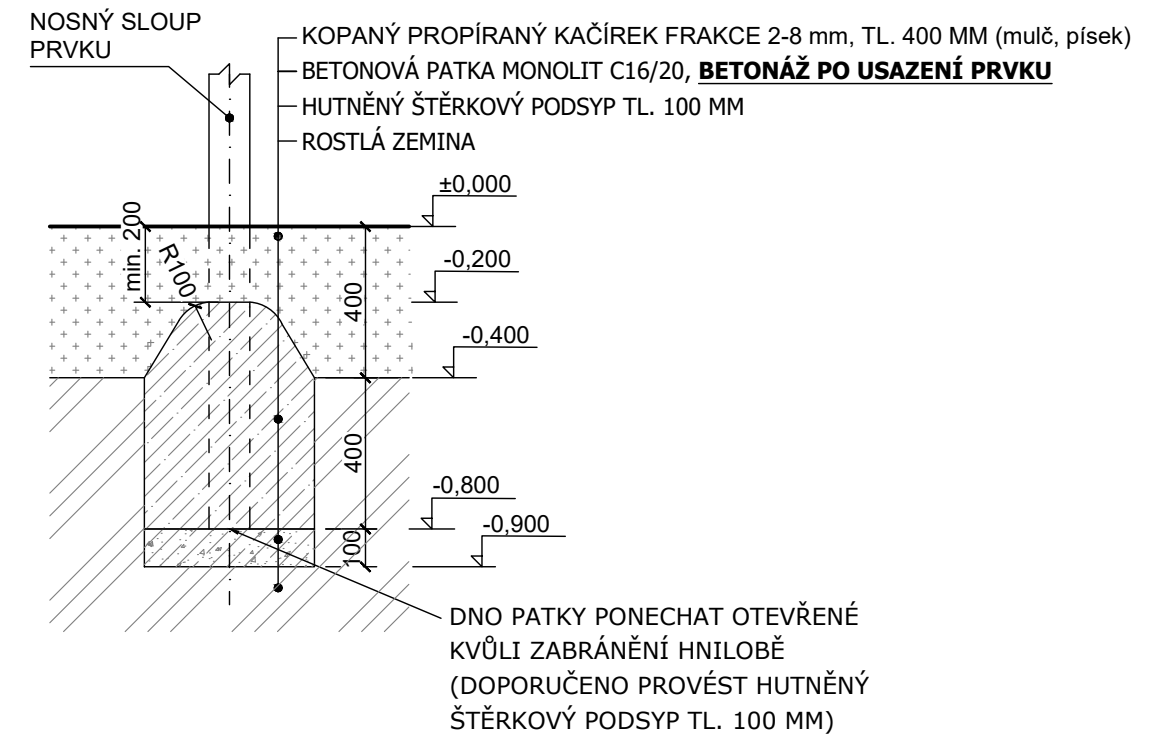 NOSNÝ SLOUP
PRVKU
KOPANÝ PROPÍRANÝ KAČÍREK FRAKCE 2-8 mm, TL. 400 MM (mulč, písek)
BETONOVÁ PATKA MONOLIT C16/20, BETONÁŽ PO USAZENÍ PRVKU
HUTNĚNÝ ŠTĚRKOVÝ PODSYP TL. 100 MM
ROSTLÁ ZEMINA
±0,000
min. 200
R100
-0,200
400
-0,400
400
-0,800
-0,900
100
DNO PATKY PONECHAT OTEVŘENÉ
KVŮLI ZABRÁNĚNÍ HNILOBĚ
(DOPORUČENO PROVÉST HUTNĚNÝ
ŠTĚRKOVÝ PODSYP TL. 100 MM)